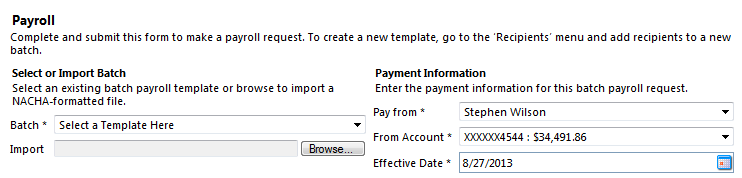 Payroll
Complete and submit this form to make a payroll request. To create a new template, go to the 'Recipients' menu and add recipients to a new
batch.
Select or Import Batch
Select an existing batch payroll template or browse to import a
NACHA-formatted file.
Batch * Select a Template Here
Import Browse...
Payment Information
Enter the payment information for this batch payroll request.
Pay from * Stephen Wilson
From Account * XXXXXX4544 : $34,491.86
Effective Date * 8/27/2013